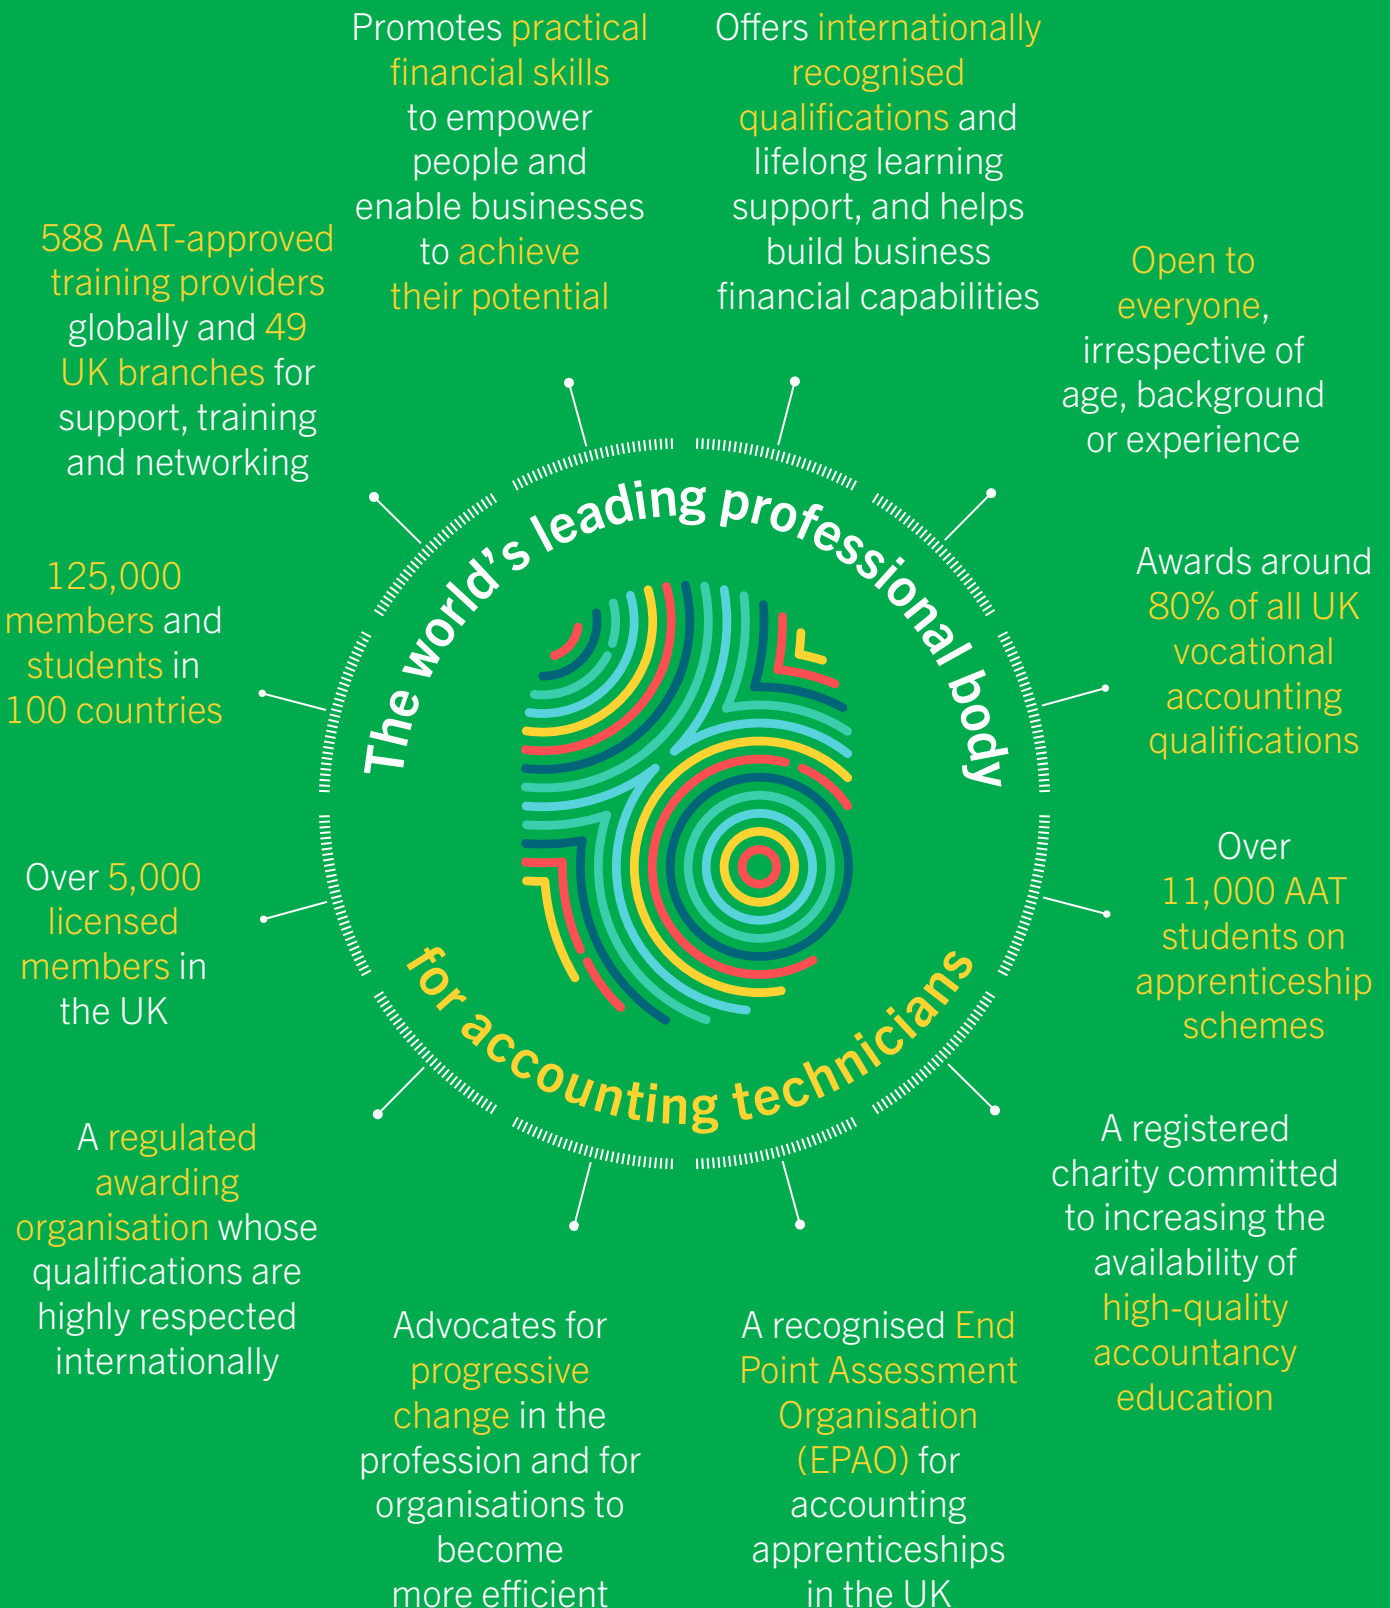 Promotes practical
financial skills
to empower
people and
enable businesses
to achieve
their potential
Offers internationally
recognised
qualifications and
lifelong learning
support, and helps
build business
financial capabilities
Open to
everyone,
irrespective of
age, background
or experience
Awards around
80% of all UK
vocational
accounting
qualifications
Over
11,000 AAT
students on
apprenticeship
schemes
A registered
charity committed
to increasing the
availability of
high-quality
accountancy
education
A recognised End
Point Assessment
Organisation
(EPAO) for
accounting
apprenticeships
in the UK
Advocates for
progressive
change in the
profession and for
organisations to
become
more efficient
A regulated
awarding
organisation whose
qualifications are
highly respected
internationally
Over 5,000
licensed
members in
the UK
125,000
members and
students in
100 countries
588 AAT-approved
training providers
globally and 49
UK branches for
support, training
and networking
The world's leading professional body
for accounting technicians